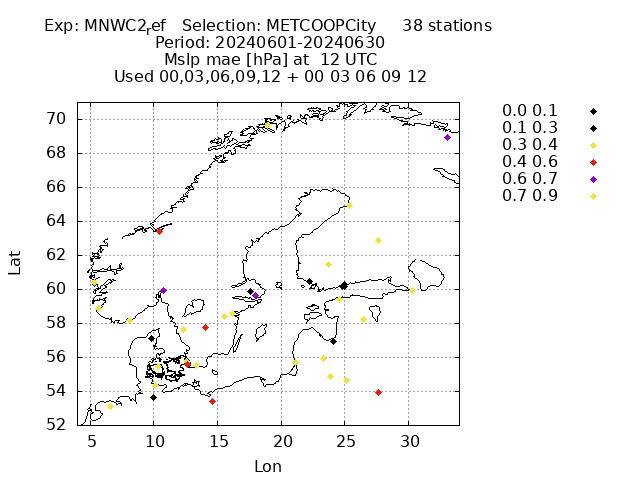 Exp: MNWC2ref   Selection: METCOOPCity     38 stations
Period: 20240601-20240630
Mslp mae [hPa] at  12 UTC
Used 00,03,06,09,12 + 00 03 06 09 12
0.0 0.1
0.1 0.3
0.3 0.4
0.4 0.6
0.6 0.7
0.7 0.9
Lat
70
68
66
64
62
60
58
56
54
52
5 10 15 20 25 30
Lon